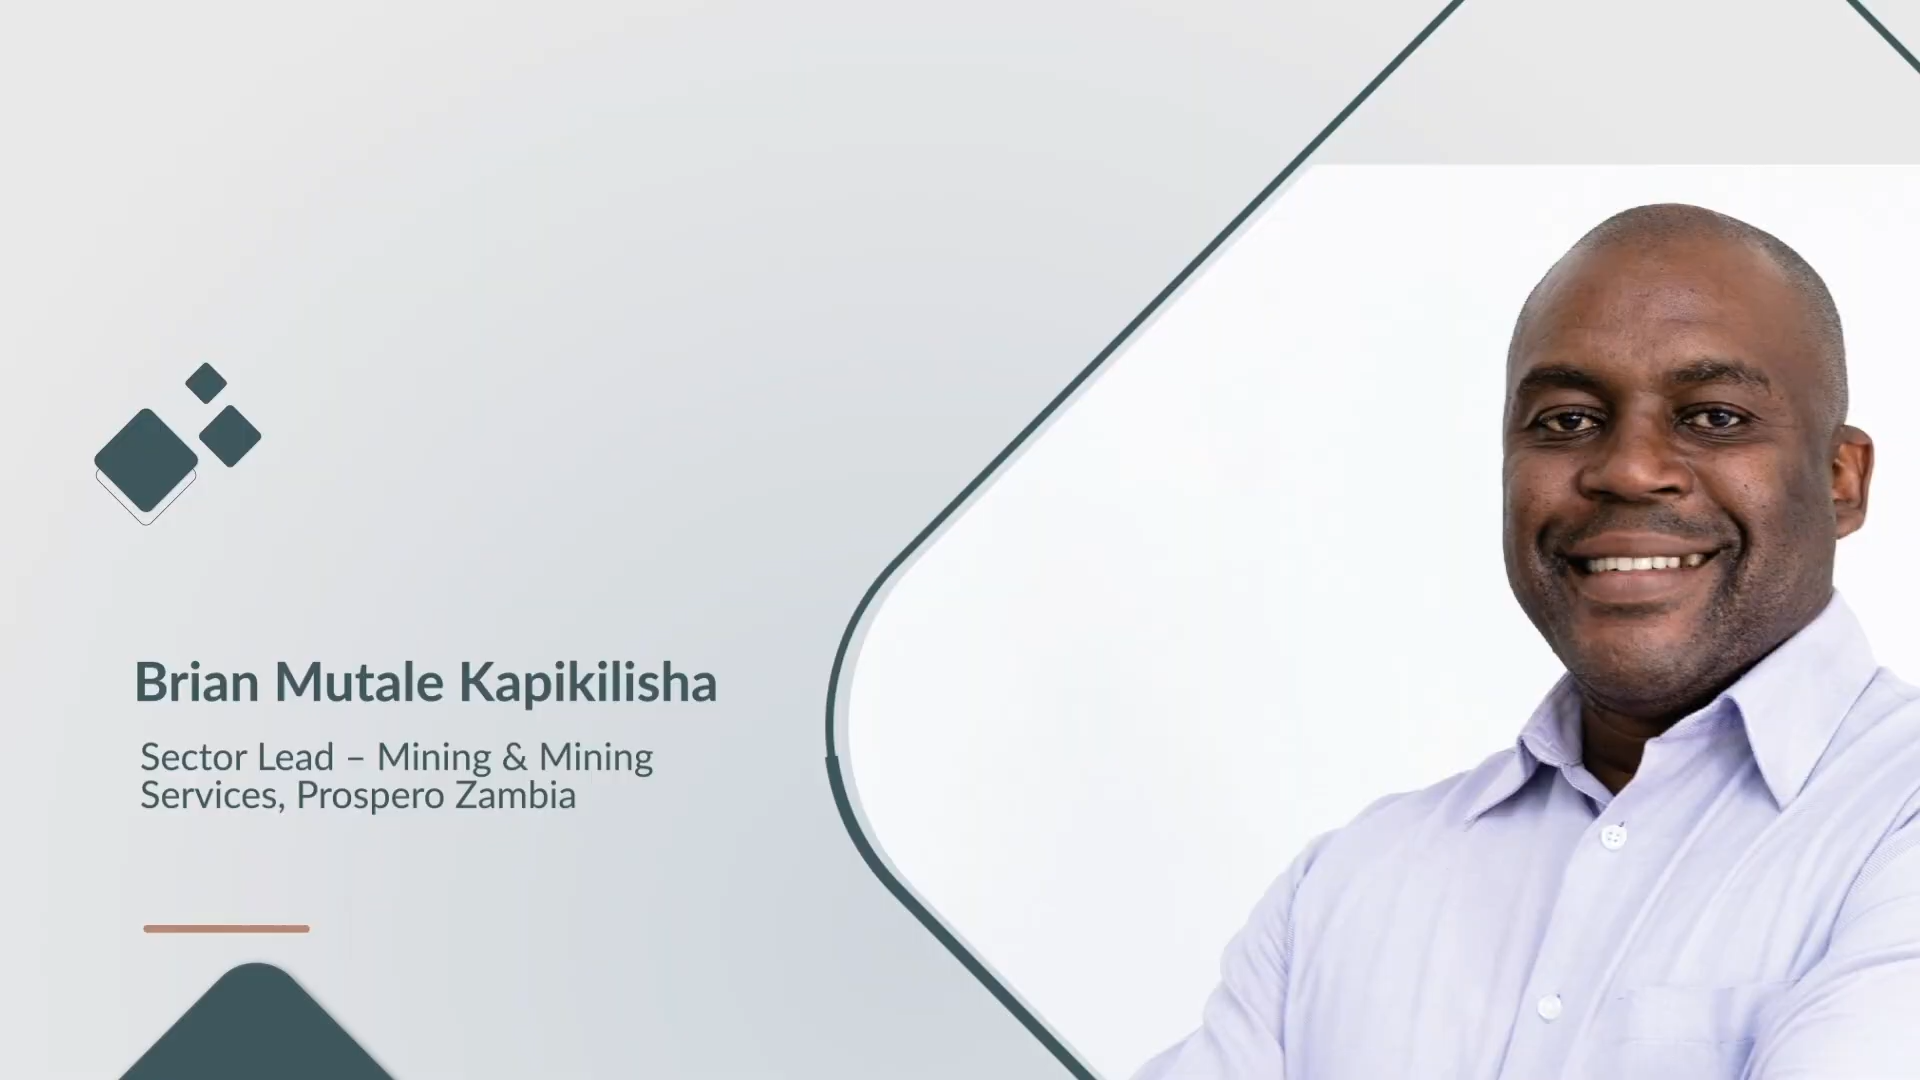 Brian Mutale Kapikilisha
Sector Lead – Mining & Mining
Services, Prospero Zambia